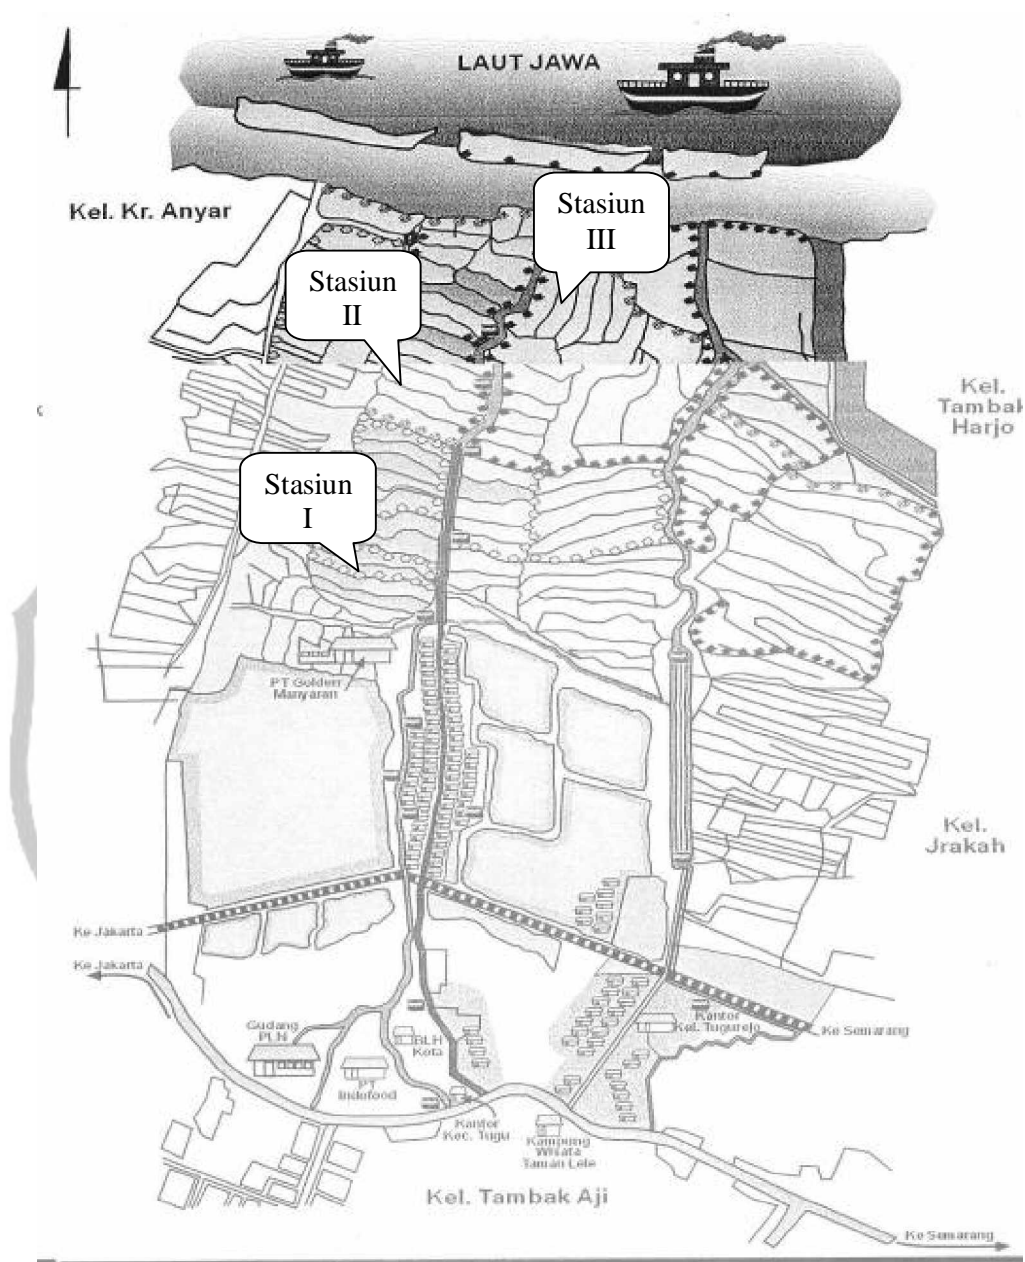 LAUT JAWA
Kel. Kr. Anyar
Stasiun
III
Stasiun
II
Kel.
Tambak
Harjo
Stasiun
I
PT Golden
Manyaran
Kel.
Jrakah
Ke Jakarta
Ke Jakarta
Gudang
PLN
BLH
Kota
Kantor
Kel. Tugurejo
Ke Semarang
PT
Indofood
Kantor
Kec. Tugu
Kampung
Wisata
Taman Lele
Kel. Tambak Aji
Ke Semarang